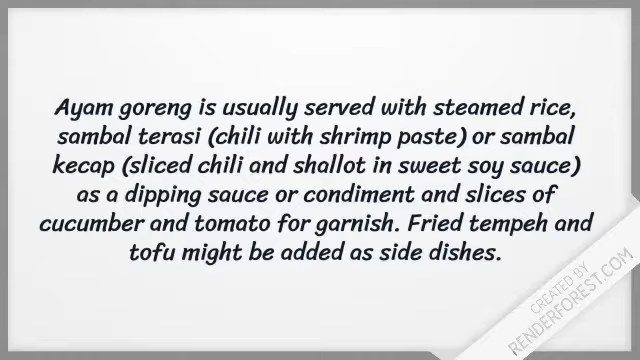 Ayam goreng is usually served with steamed rice,
sambal terasi (chili with shrimp paste) or sambal
kecap (sliced chili and shallot in sweet soy sauce)
as a dipping sauce or condiment and slices of
cucumber and tomato for garnish. Fried tempeh and
tofu might be added as side dishes.
CREATED BY
RENDERFOREST.COM